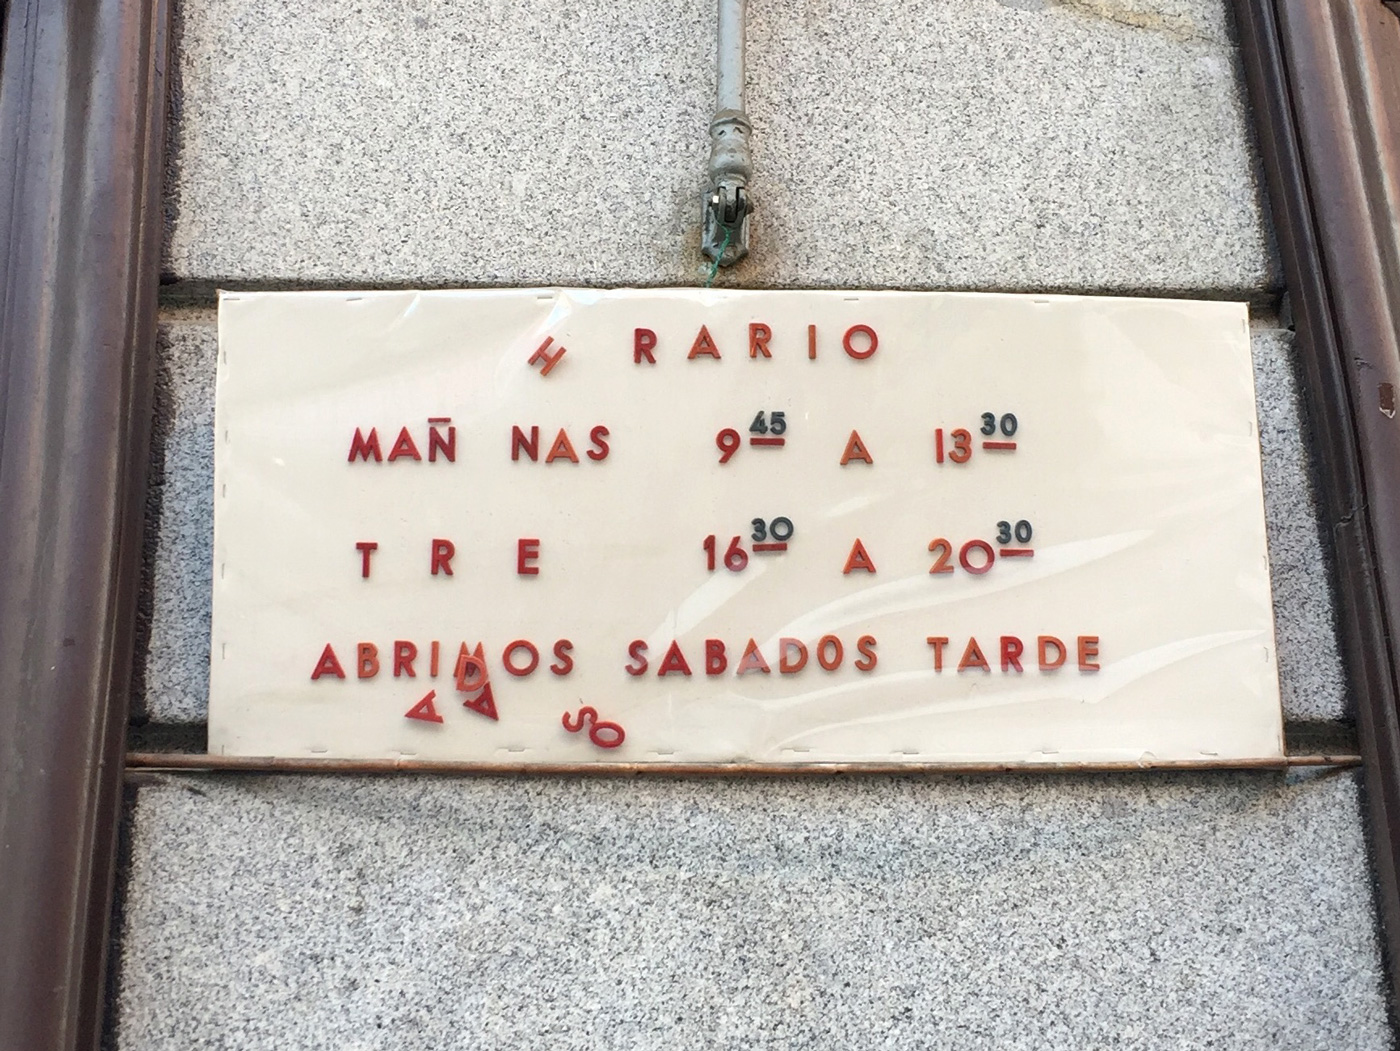 H RARIO
MAÑ NAS 9 45 A 13 30
T R E 16 30 A 20 30
ABRIMOS SABADOS TARDE
A D A S O